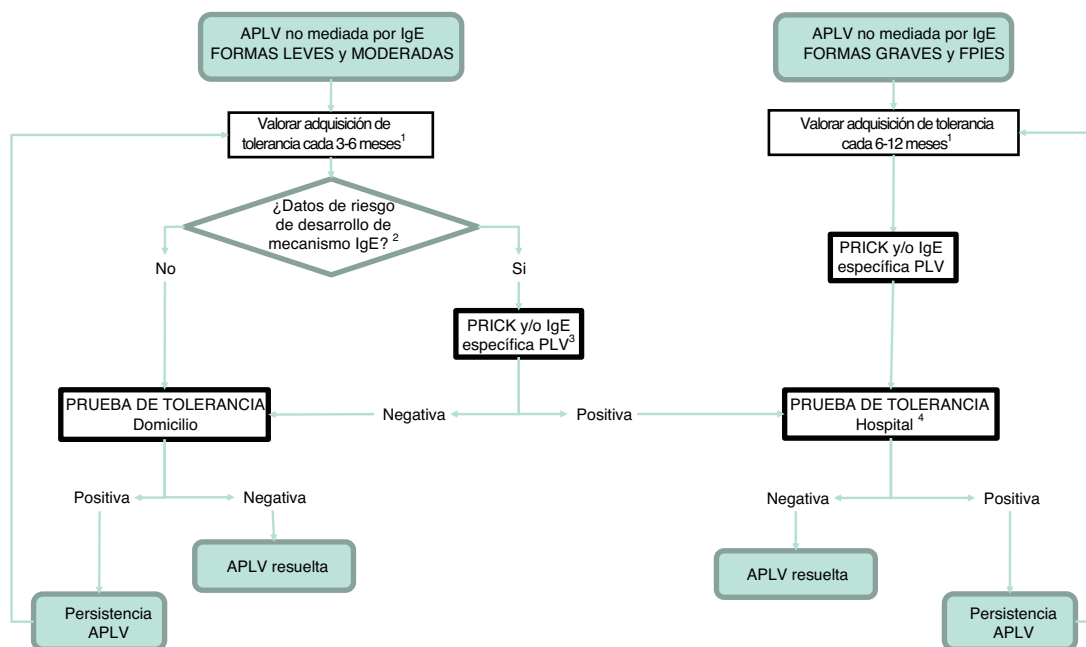 APLV no mediada por IgE
FORMAS LEVES y MODERADAS
APLV no mediada por IgE
FORMAS GRAVES y FPIES
Valorar adquisición de
tolerancia cada 3-6 meses¹
Valorar adquisición de tolerancia
cada 6-12 meses¹
¿Datos de riesgo
de desarrollo de
mecanismo IgE? ²
No
Si
PRICK y/o IgE
específica PLV
PRICK y/o IgE
específica PLV³
PRUEBA DE TOLERANCIA
Domicilio
Negativa
Positiva
PRUEBA DE TOLERANCIA
Hospital ⁴
Positiva
Negativa
Negativa
Positiva
APLV resuelta
APLV resuelta
Persistencia
APLV
Persistencia
APLV